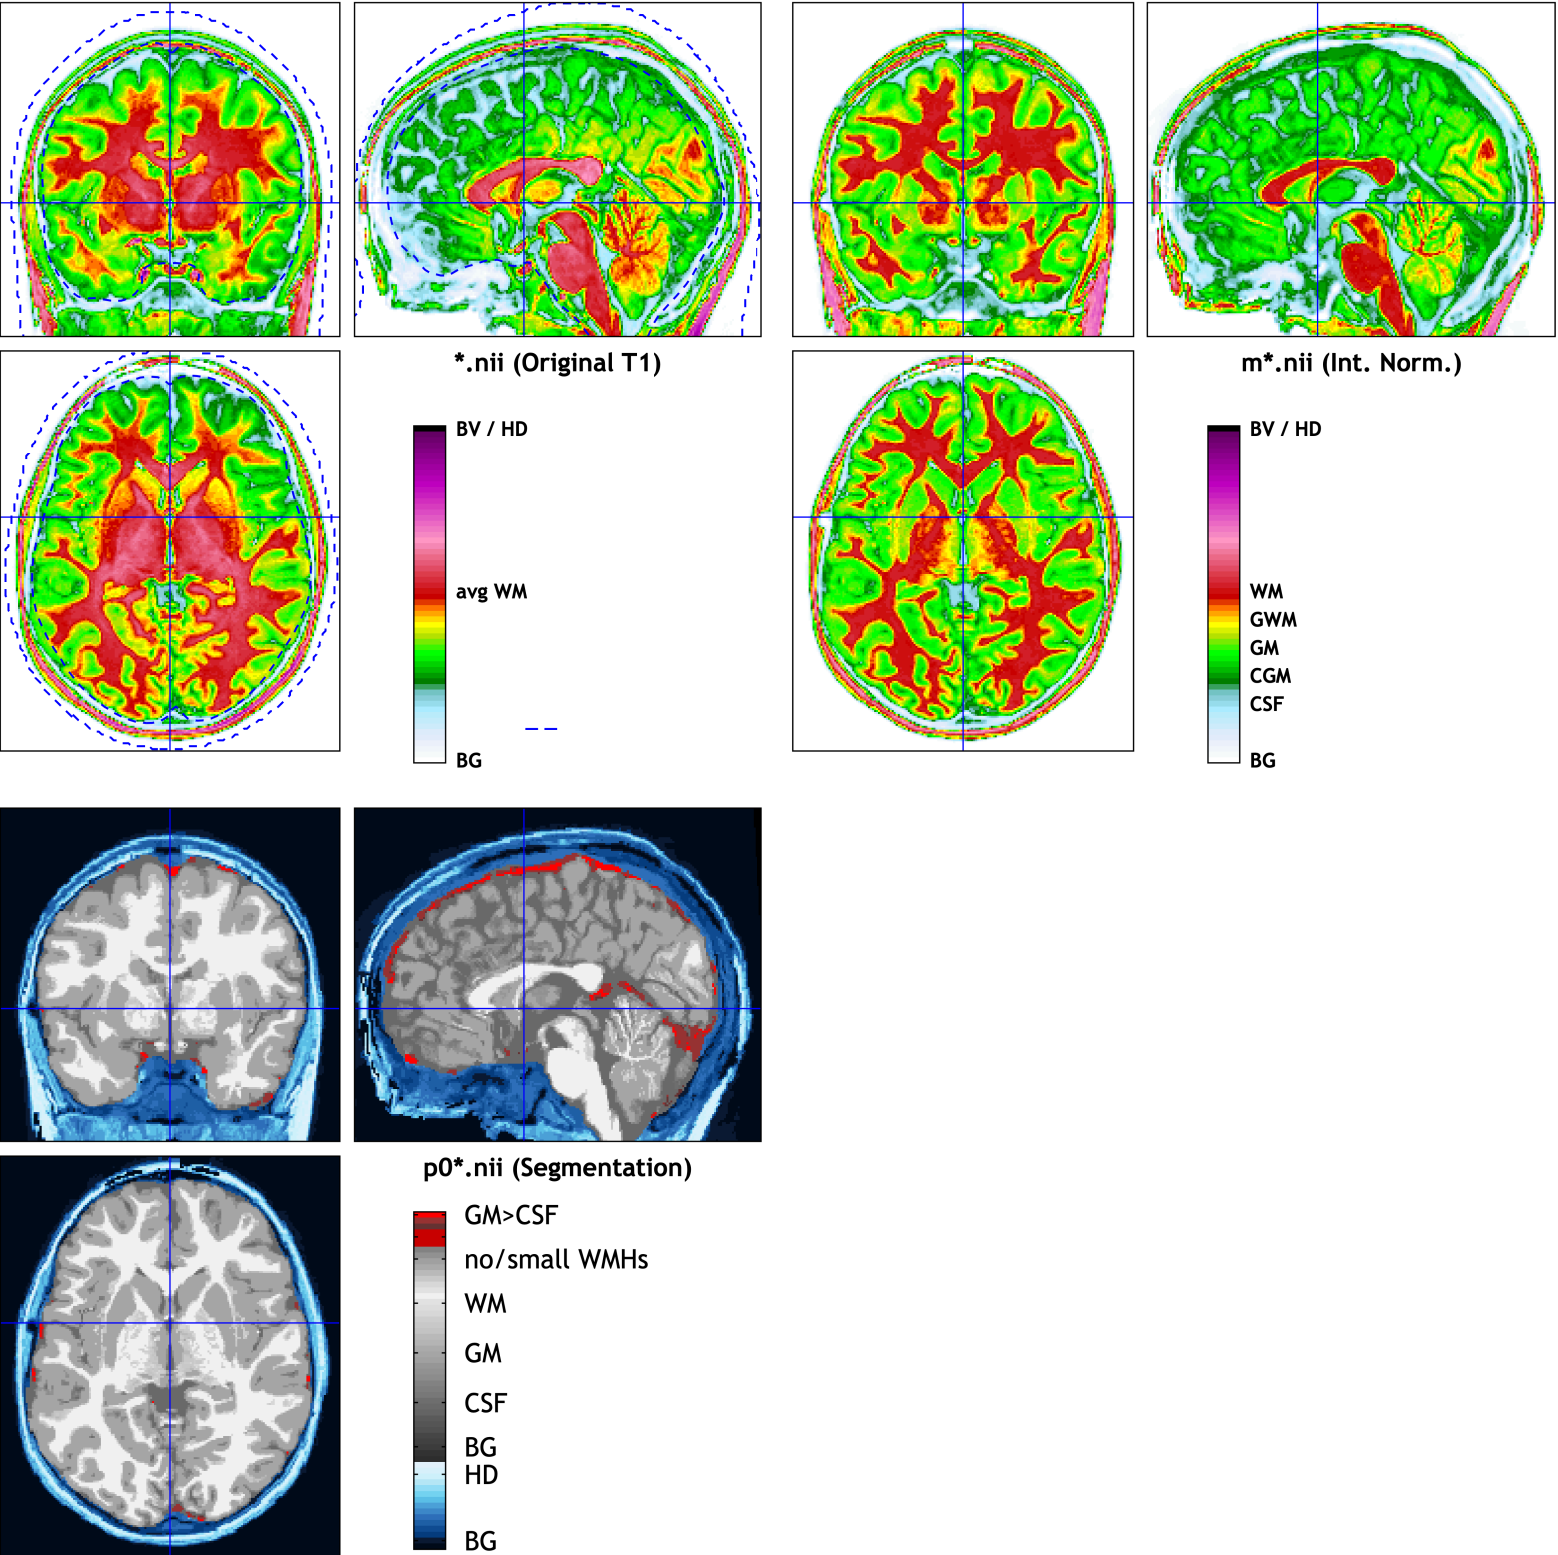 *.nii (Original T1)
BV / HD
avg WM
BG
m*.nii (Int. Norm.)
BV / HD
WM
GWM
GM
CGM
CSF
BG
p0*.nii (Segmentation)
GM>CSF
no/small WMHs
WM
GM
CSF
BG
HD
BG